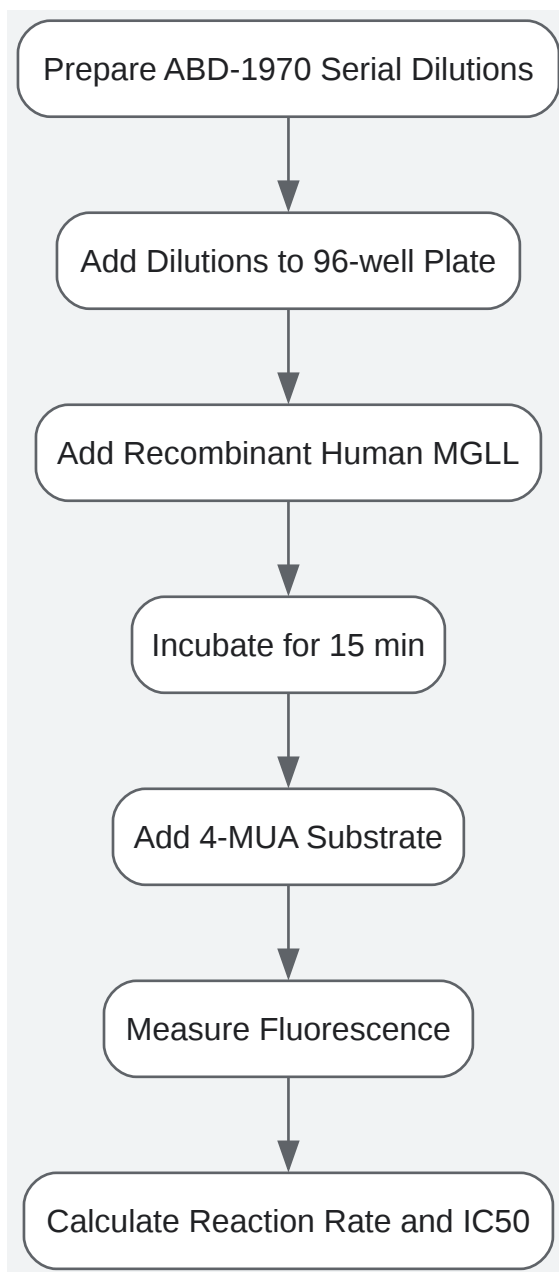 Prepare ABD-1970 Serial Dilutions
Add Dilutions to 96-well Plate
Add Recombinant Human MGLL
Incubate for 15 min
Add 4-MUA Substrate
Measure Fluorescence
Calculate Reaction Rate and IC50